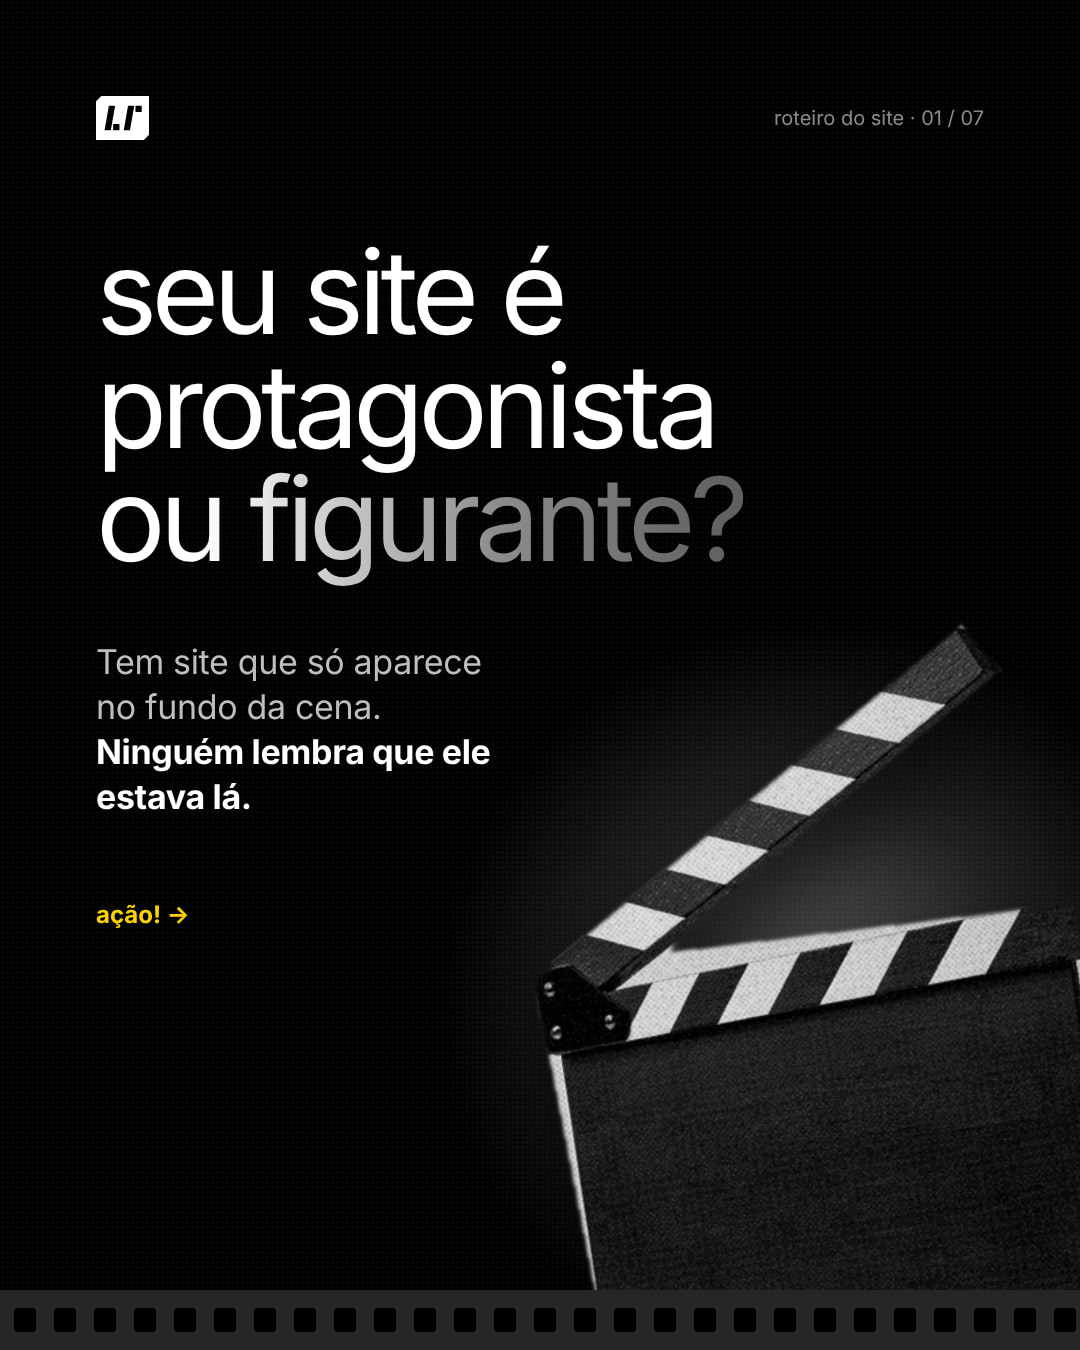 roteiro do site · 01 / 07
seu site é
protagonista
ou figurante?
Tem site que só aparece
no fundo da cena.
Ninguém lembra que ele
estava lá.
ação! →